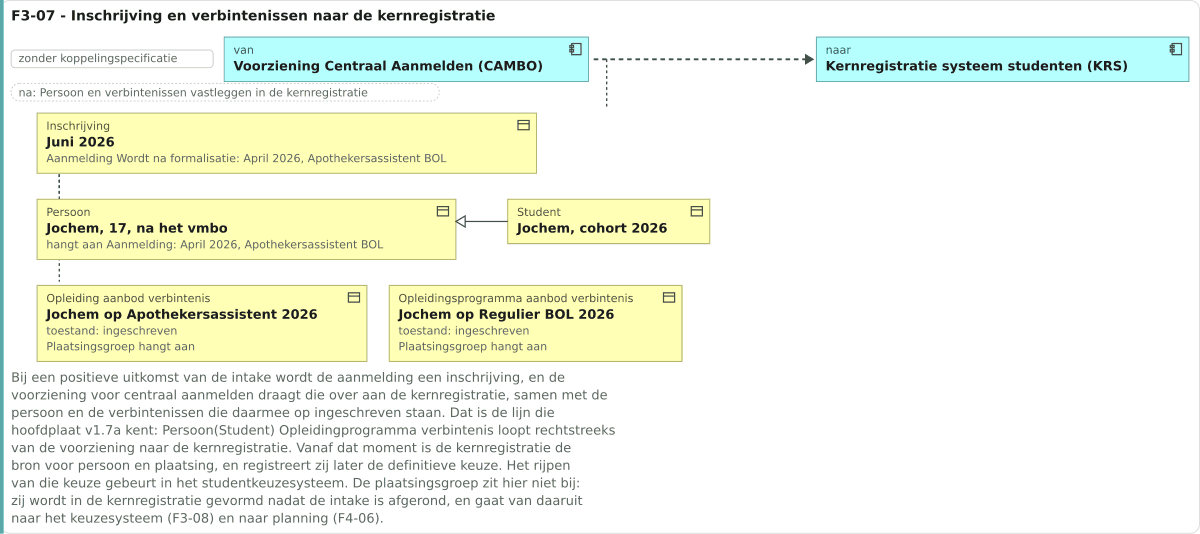 F3-07 - Inschrijving en verbintenissen naar de kernregistratie
zonder koppelingspecificatie
van
Voorziening Centraal Aanmelden (CAMBO)
naar
Kernregistratie systeem studenten (KRS)
na: Persoon en verbintenissen vastleggen in de kernregistratie
Inschrijving
Juni 2026
Aanmelding Wordt na formalisatie: April 2026, Apothekersassistent BOL
Persoon
Jochem, 17, na het vmbo
hangt aan Aanmelding: April 2026, Apothekersassistent BOL
Student
Jochem, cohort 2026
Opleiding aanbod verbintenis
Jochem op Apothekersassistent 2026
toestand: ingeschreven
Plaatsingsgroep hangt aan
Opleidingsprogramma aanbod verbintenis
Jochem op Regulier BOL 2026
toestand: ingeschreven
Plaatsingsgroep hangt aan
Bij een positieve uitkomst van de intake wordt de aanmelding een inschrijving, en de
voorziening voor centraal aanmelden draagt die over aan de kernregistratie, samen met de
persoon en de verbintenissen die daarmee op ingeschreven staan. Dat is de lijn die
hoofdplaat v1.7a kent: Persoon(Student) Opleidingprogramma verbintenis loopt rechtstreeks
van de voorziening naar de kernregistratie. Vanaf dat moment is de kernregistratie de
bron voor persoon en plaatsing, en registreert zij later de definitieve keuze. Het rijpen
van die keuze gebeurt in het studentkeuzesysteem. De plaatsingsgroep zit hier niet bij:
zij wordt in de kernregistratie gevormd nadat de intake is afgerond, en gaat van daaruit
naar het keuzesysteem (F3-08) en naar planning (F4-06).